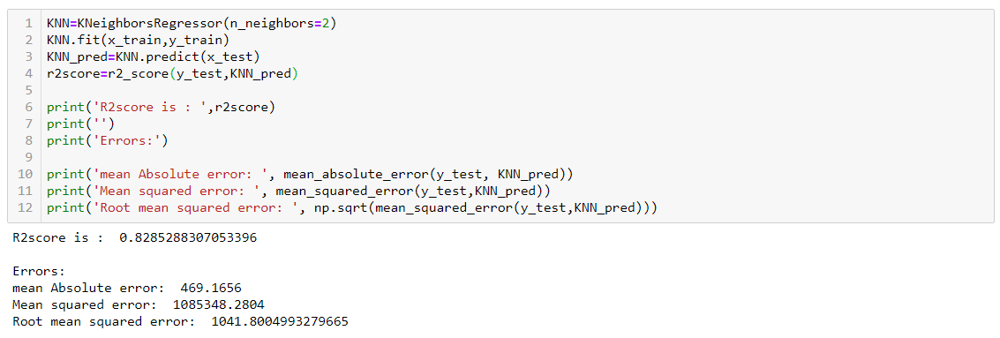 1 KNN=KNeighborsRegressor(n_neighbors=2)
2 KNN.fit(x_train,y_train)
3 KNN_pred=KNN.predict(x_test)
4 r2score=r2_score(y_test,KNN_pred)
5
6 print('R2score is : ',r2score)
7 print('')
8 print('Errors:')
9
10 print('mean Absolute error: ', mean_absolute_error(y_test, KNN_pred))
11 print('Mean squared error: ', mean_squared_error(y_test,KNN_pred))
12 print('Root mean squared error: ', np.sqrt(mean_squared_error(y_test,KNN_pred)))
R2score is :  0.8285288307053396
Errors:
mean Absolute error:  469.1656
Mean squared error:  1085348.2804
Root mean squared error:  1041.8004993279665